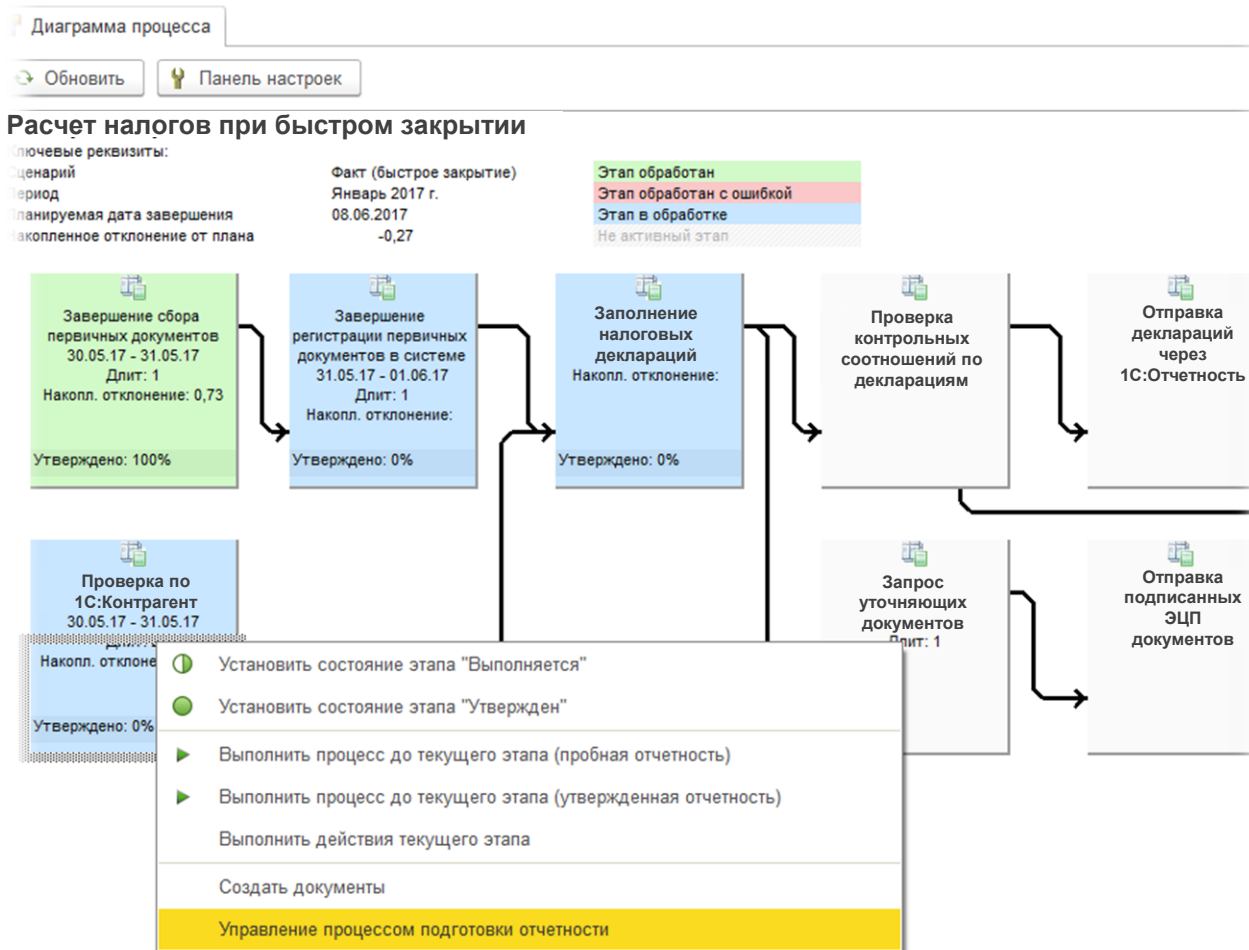 Диаграмма процесса
Обновить
Панель настроек
Расчет налогов при быстром закрытии
лючевые реквизиты:
ценарий Факт (быстрое закрытие) Этап обработан
ериод Январь 2017 г. Этап обработан с ошибкой
ланируемая дата завершения 08.06.2017 Этап в обработке
акопленное отклонение от плана -0,27 Не активный этап
Завершение сбора
первичных документов
30.05.17 - 31.05.17
Длит: 1
Накопл. отклонение: 0,73
Утверждено: 100%
Завершение
регистрации первичных
документов в системе
31.05.17 - 01.06.17
Длит: 1
Накопл. отклонение:
Утверждено: 0%
Заполнение
налоговых
деклараций
Накопл. отклонение:
Утверждено: 0%
Проверка
контрольных
соотношений по
декларациям
Отправка
деклараций
через
1С:Отчетность
Проверка по
1С:Контрагент
30.05.17 - 31.05.17
Накопл. отклоне
Утверждено: 0%
Запрос
уточняющих
документов
Длит: 1
Отправка
подписанных
ЭЦП
документов
Установить состояние этапа "Выполняется"
Установить состояние этапа "Утвержден"
Выполнить процесс до текущего этапа (пробная отчетность)
Выполнить процесс до текущего этапа (утвержденная отчетность)
Выполнить действия текущего этапа
Создать документы
Управление процессом подготовки отчетности